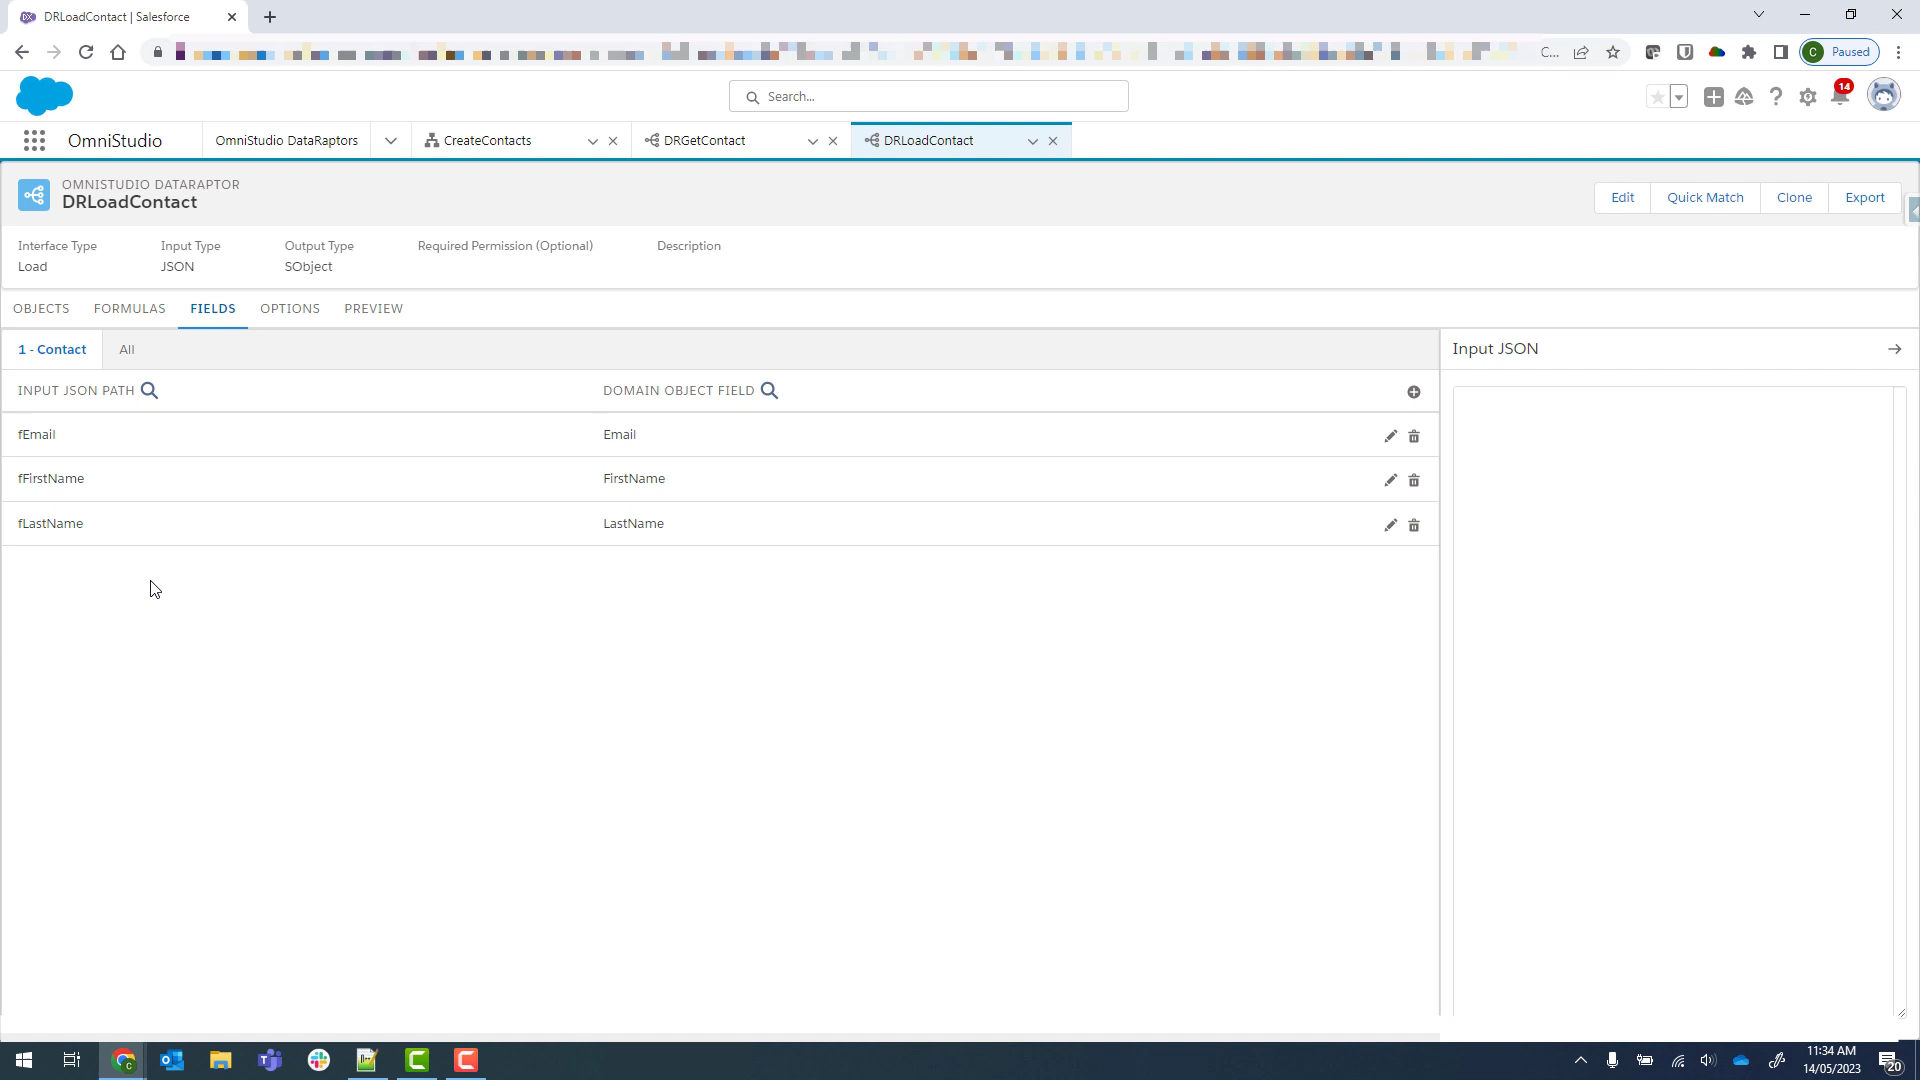 DRLoadContact | Salesforce
C...
C Paused
Search...
14
OmniStudio
OmniStudio DataRaptors
CreateContacts
DRGetContact
DRLoadContact
OMNISTUDIO DATARAPTOR
DRLoadContact
Edit
Quick Match
Clone
Export
Interface Type
Input Type
Output Type
Required Permission (Optional)
Description
Load
JSON
SObject
OBJECTS
FORMULAS
FIELDS
OPTIONS
PREVIEW
1 - Contact
All
Input JSON
INPUT JSON PATH
DOMAIN OBJECT FIELD
fEmail
Email
fFirstName
FirstName
fLastName
LastName
11:34 AM
14/05/2023
20